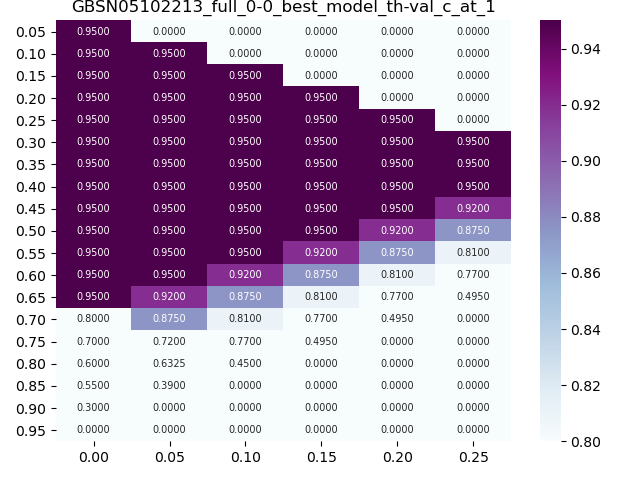 GBSN05102213_full_0-0_best_model_th-val_c_at_1
0.05 0.9500 0.0000 0.0000 0.0000 0.0000 0.0000
0.10 0.9500 0.9500 0.0000 0.0000 0.0000 0.0000
0.15 0.9500 0.9500 0.9500 0.0000 0.0000 0.0000
0.20 0.9500 0.9500 0.9500 0.9500 0.0000 0.0000
0.25 0.9500 0.9500 0.9500 0.9500 0.9500 0.0000
0.30 0.9500 0.9500 0.9500 0.9500 0.9500 0.9500
0.35 0.9500 0.9500 0.9500 0.9500 0.9500 0.9500
0.40 0.9500 0.9500 0.9500 0.9500 0.9500 0.9500
0.45 0.9500 0.9500 0.9500 0.9500 0.9500 0.9200
0.50 0.9500 0.9500 0.9500 0.9500 0.9200 0.8750
0.55 0.9500 0.9500 0.9500 0.9200 0.8750 0.8100
0.60 0.9500 0.9500 0.9200 0.8750 0.8100 0.7700
0.65 0.9500 0.9200 0.8750 0.8100 0.7700 0.4950
0.70 0.8000 0.8750 0.8100 0.7700 0.4950 0.0000
0.75 0.7000 0.7200 0.7700 0.4950 0.0000 0.0000
0.80 0.6000 0.6325 0.4500 0.0000 0.0000 0.0000
0.85 0.5500 0.3900 0.0000 0.0000 0.0000 0.0000
0.90 0.3000 0.0000 0.0000 0.0000 0.0000 0.0000
0.95 0.0000 0.0000 0.0000 0.0000 0.0000 0.0000
0.00 0.05 0.10 0.15 0.20 0.25
0.94
0.92
0.90
0.88
0.86
0.84
0.82
0.80